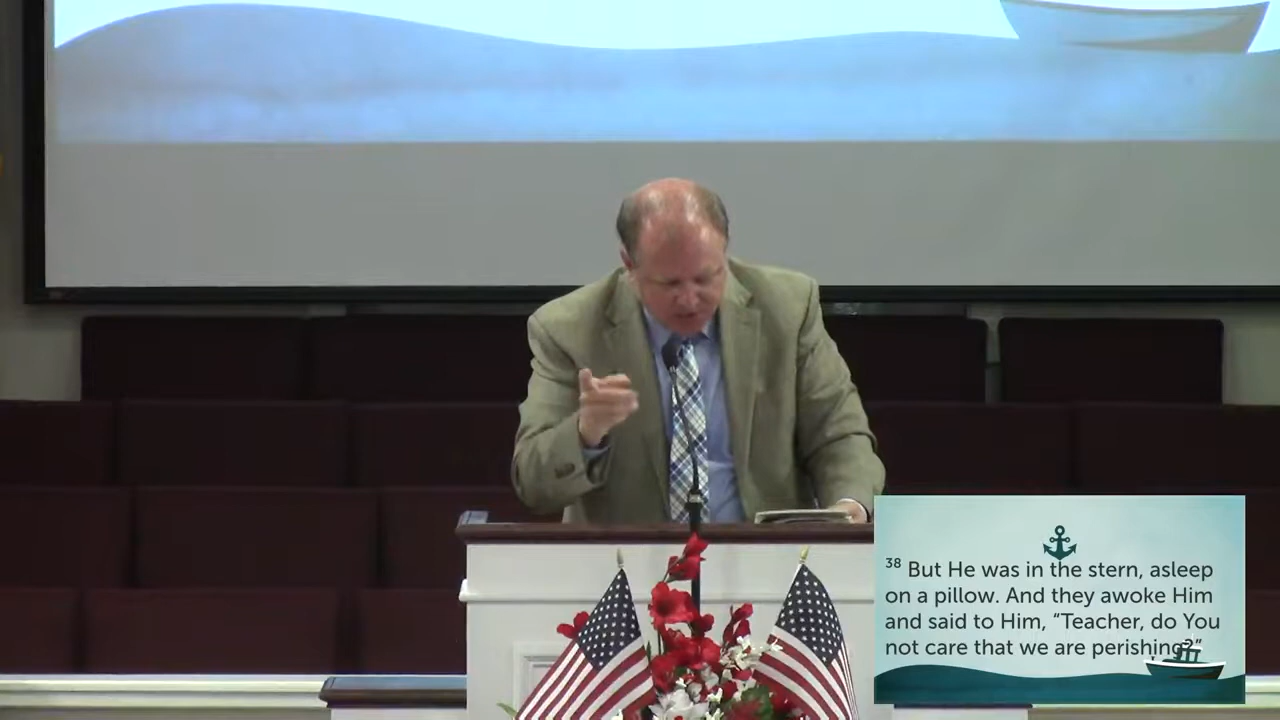 38 But He was in the stern, asleep
on a pillow. And they awoke Him
and said to Him, “Teacher, do You
not care that we are perishing?”